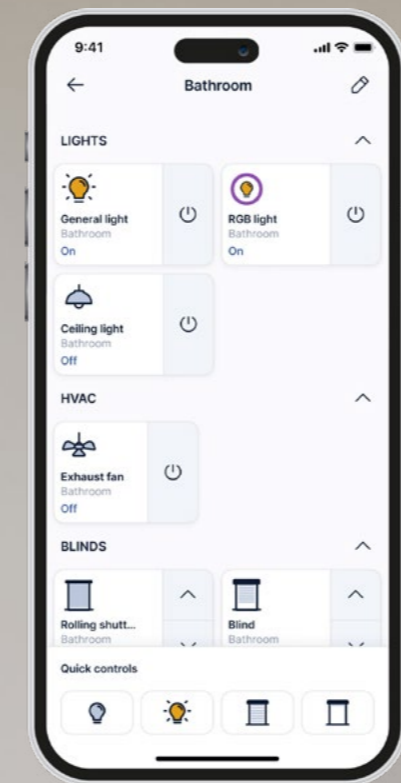 9:41
Bathroom
LIGHTS
General light
Bathroom
On
RGB light
Bathroom
On
Ceiling light
Bathroom
Off
HVAC
Exhaust fan
Bathroom
Off
BLINDS
Rolling shutt...
Bathroom
Blind
Bathroom
Quick controls